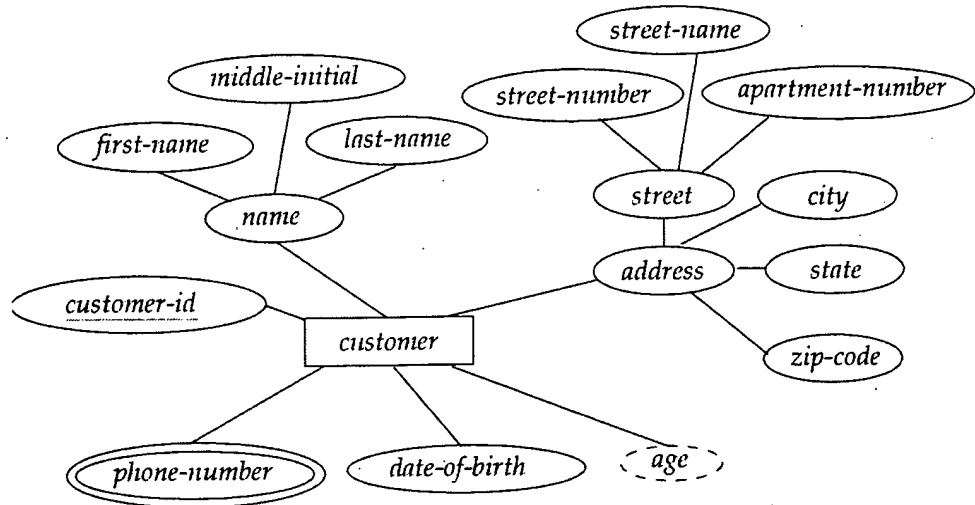 street-name
middle-initial
street-number
apartment-number
first-name
last-name
name
street
city
address
state
customer-id
customer
zip-code
phone-number
date-of-birth
age